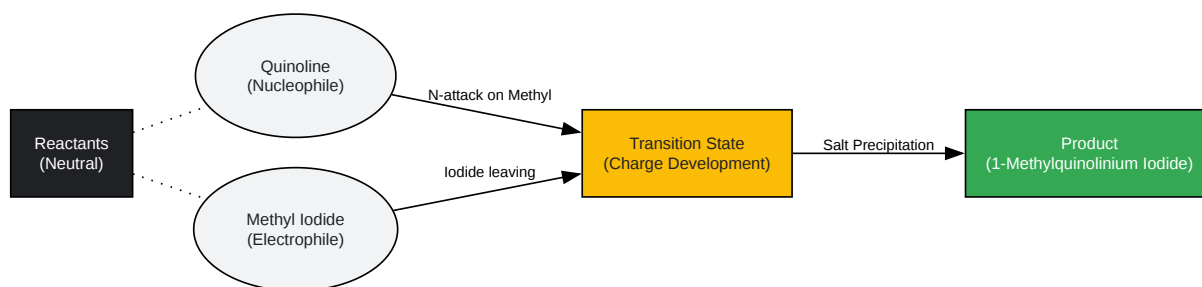 Reactants
(Neutral)
Quinoline
(Nucleophile)
Methyl Iodide
(Electrophile)
N-attack on Methyl
Iodide leaving
Transition State
(Charge Development)
Salt Precipitation
Product
(1-Methylquinolinium Iodide)